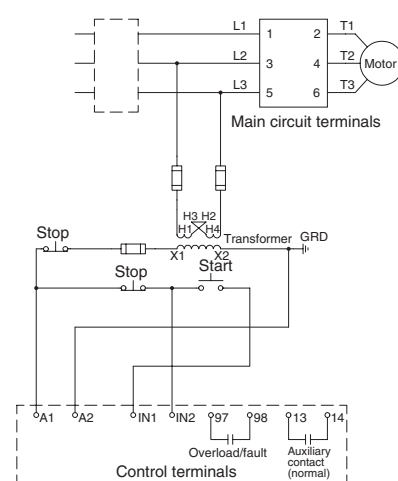 L1 T1
1 2
L2 T2
3 4 Motor
L3 T3
5 6
Main circuit terminals
H3 H2
H1 H4
Stop Transformer GRD
X1 X2
Stop Start
A1 A2 IN1 IN2 97 98 13 14
Overload/fault Auxiliary
contact
(normal)
Control terminals